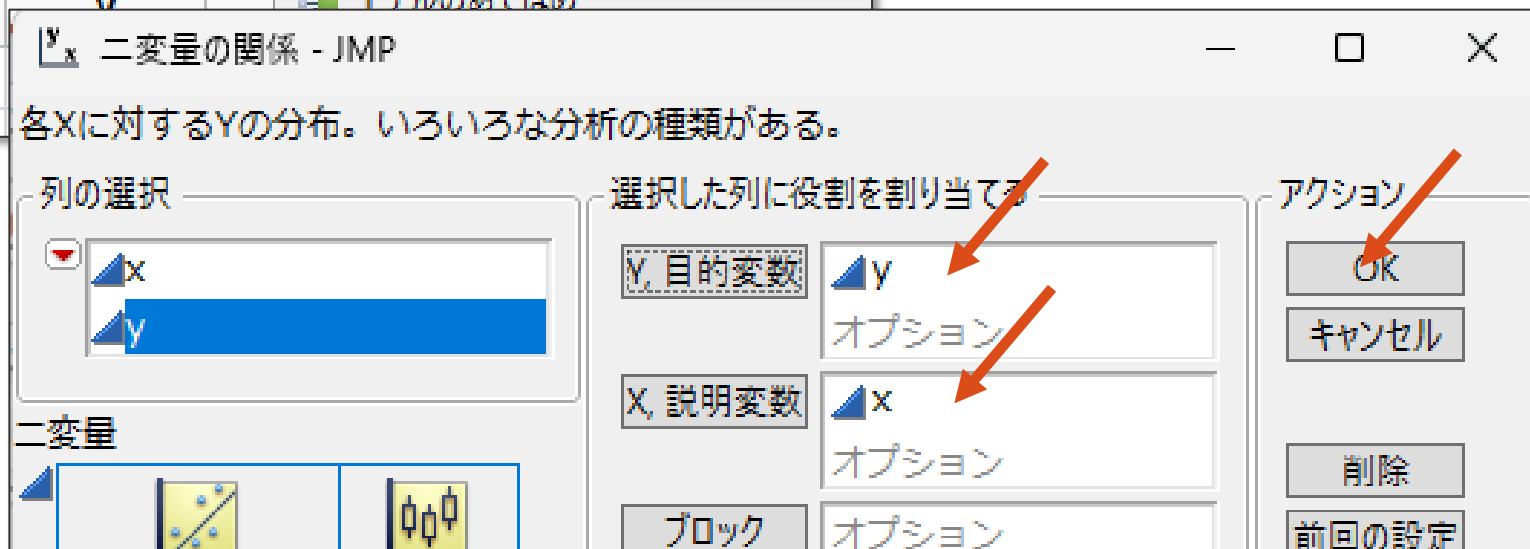 二変量の関係 - JMP
各Xに対するYの分布。いろいろな分析の種類がある。
列の選択
x
y
二変量
選択した列に役割を割り当てる
Y, 目的変数
y
オプション
X, 説明変数
x
オプション
ブロック
オプション
アクション
OK
キャンセル
削除
前回の設定